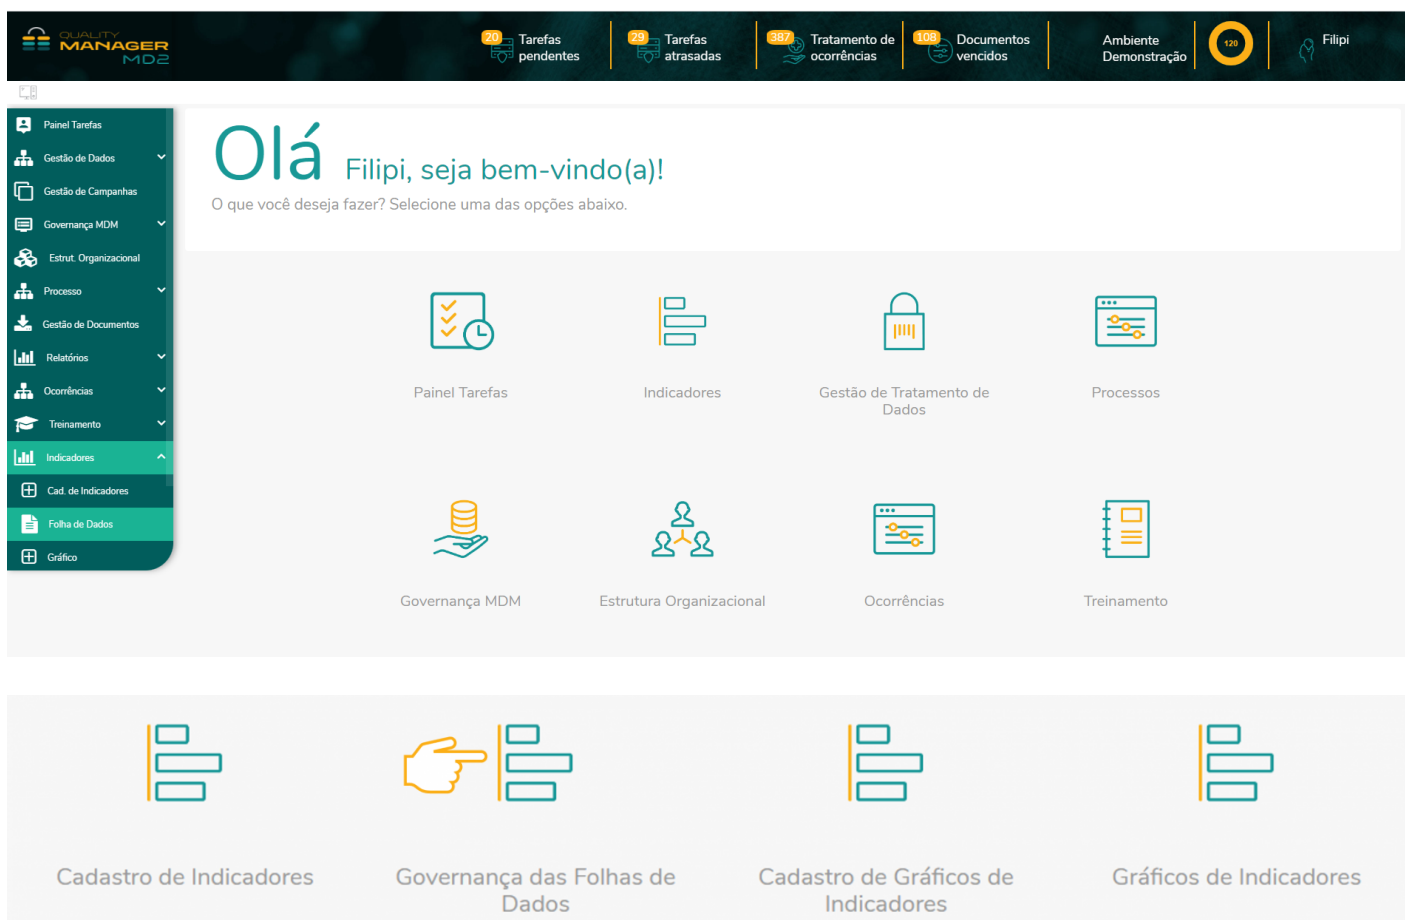 QUALITY
MANAGER
MD2
20
Tarefas
pendentes
29
Tarefas
atrasadas
387
Tratamento de
ocorrências
108
Documentos
vencidos
Ambiente
Demonstração
120
Filipi
Painel Tarefas
Gestão de Dados
Gestão de Campanhas
Governança MDM
Estrut. Organizacional
Processo
Gestão de Documentos
Relatórios
Ocorrências
Treinamento
Indicadores
Cad. de Indicadores
Folha de Dados
Gráfico
Olá Filipi, seja bem-vindo(a)!
O que você deseja fazer? Selecione uma das opções abaixo.
Painel Tarefas
Indicadores
Gestão de Tratamento de
Dados
Processos
Governança MDM
Estrutura Organizacional
Ocorrências
Treinamento
Cadastro de Indicadores
Governança das Folhas de
Dados
Cadastro de Gráficos de
Indicadores
Gráficos de Indicadores